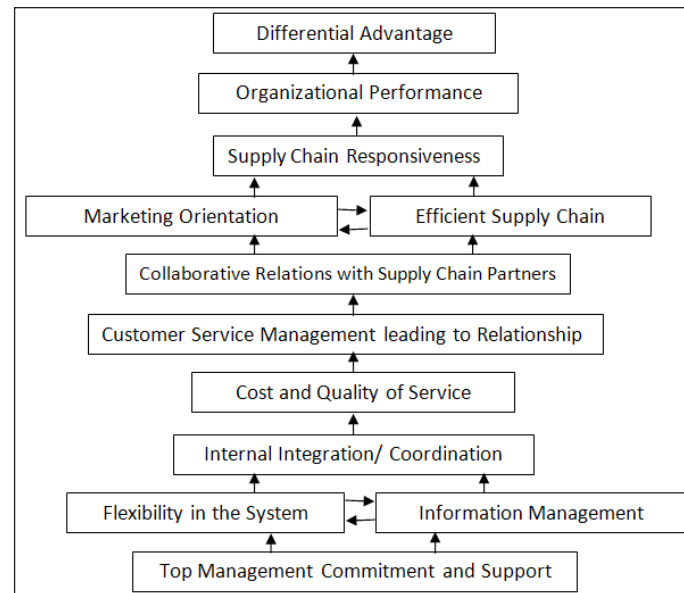 Differential Advantage
Organizational Performance
Supply Chain Responsiveness
Marketing Orientation
Efficient Supply Chain
Collaborative Relations with Supply Chain Partners
Customer Service Management leading to Relationship
Cost and Quality of Service
Internal Integration/ Coordination
Flexibility in the System
Information Management
Top Management Commitment and Support